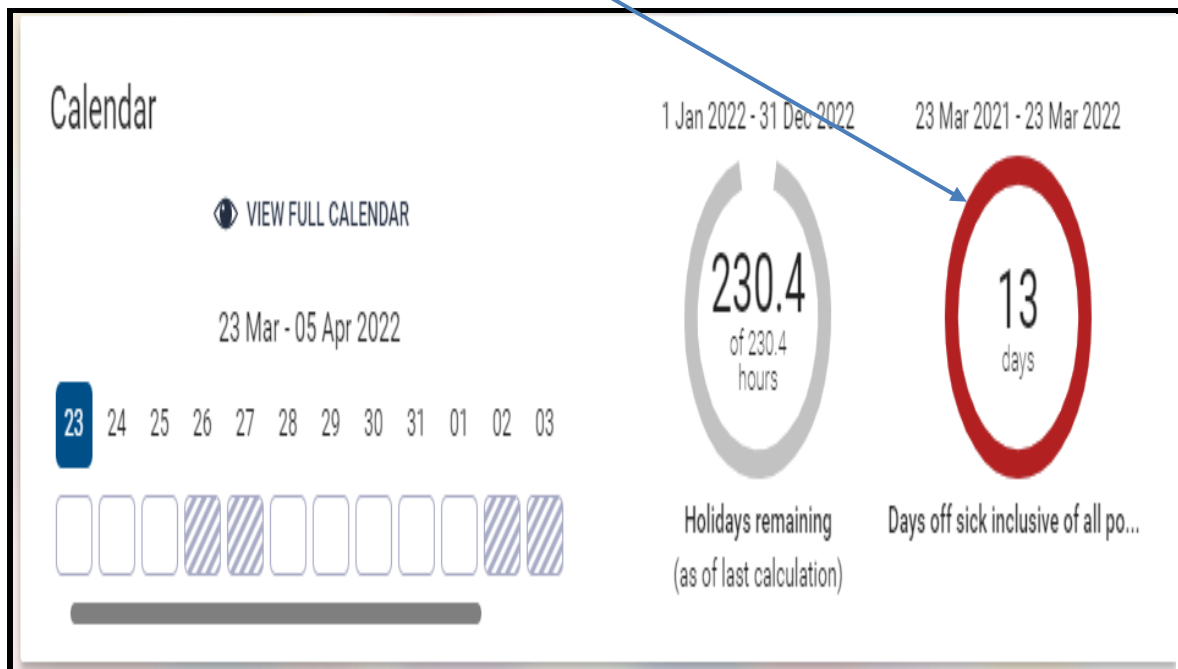 Calendar
VIEW FULL CALENDAR
23 Mar - 05 Apr 2022
23 24 25 26 27 28 29 30 31 01 02 03
1 Jan 2022 - 31 Dec 2022
230.4
of 230.4
hours
Holidays remaining
(as of last calculation)
23 Mar 2021 - 23 Mar 2022
13
days
Days off sick inclusive of all po...